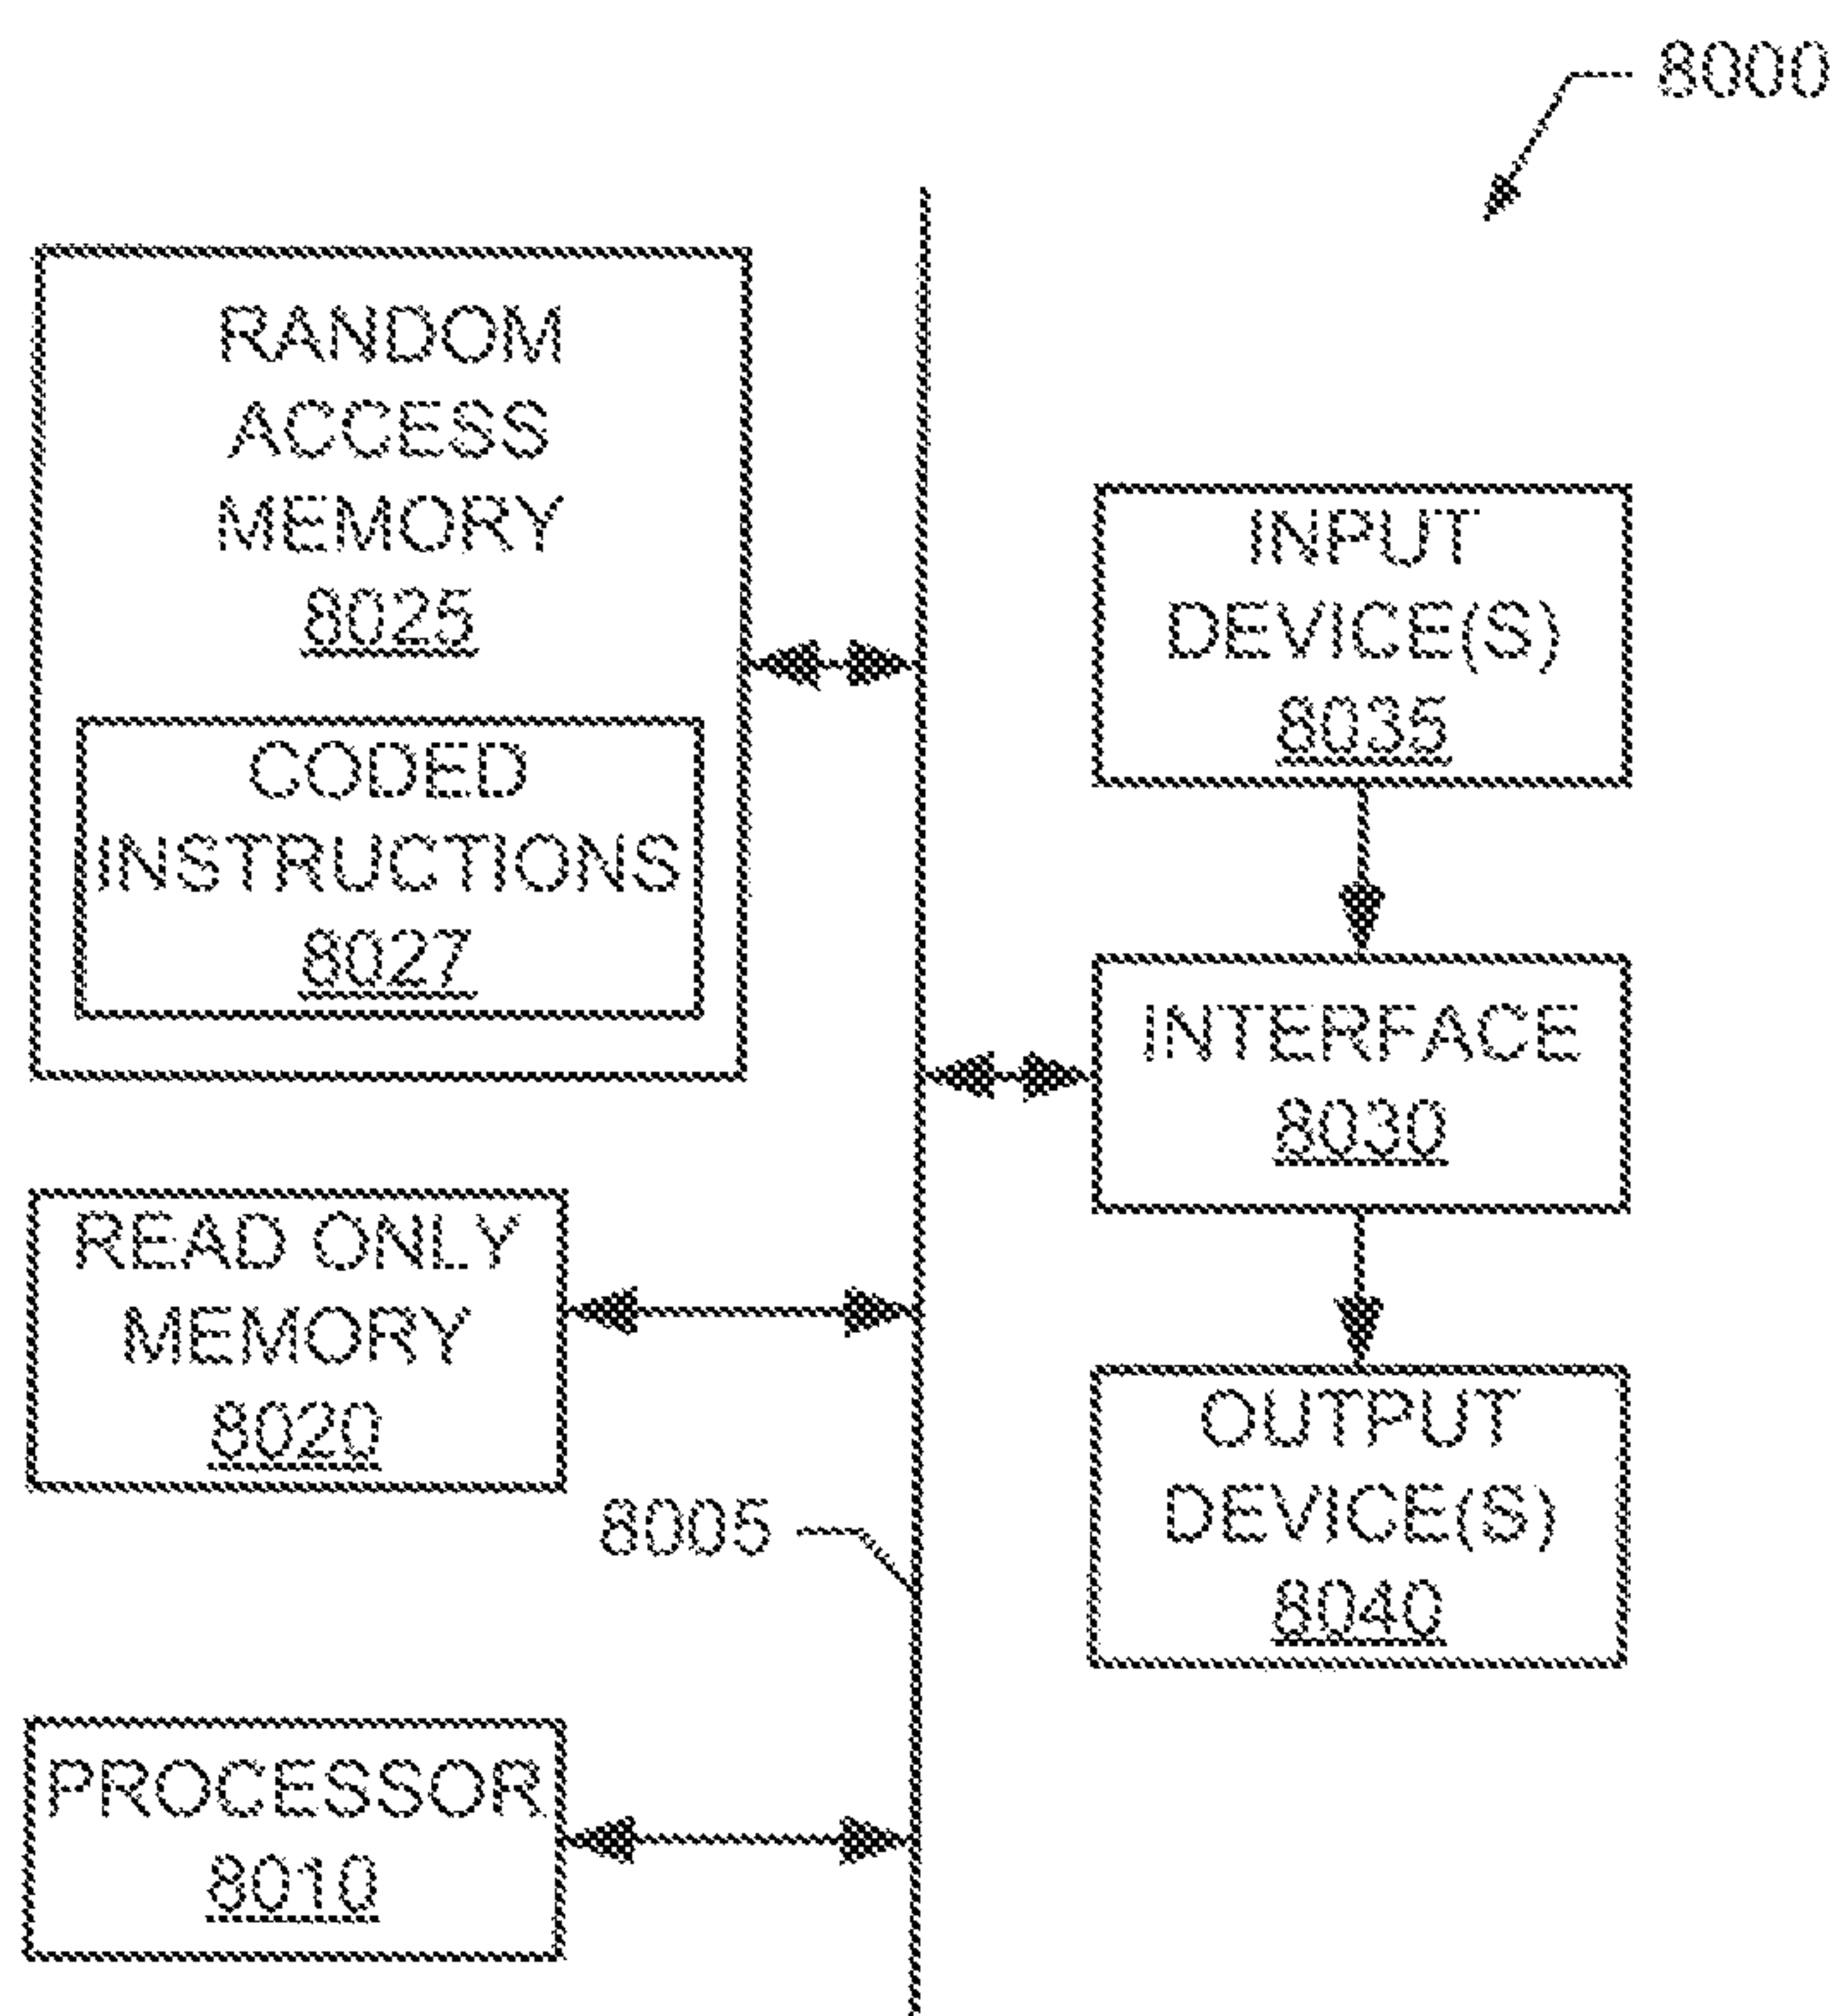 8000
RANDOM
ACCESS
MEMORY
8025
CODED
INSTRUCTIONS
8027
INPUT
DEVICE(S)
8035
INTERFACE
8030
READ ONLY
MEMORY
8020
8005
OUTPUT
DEVICE(S)
8040
PROCESSOR
8010